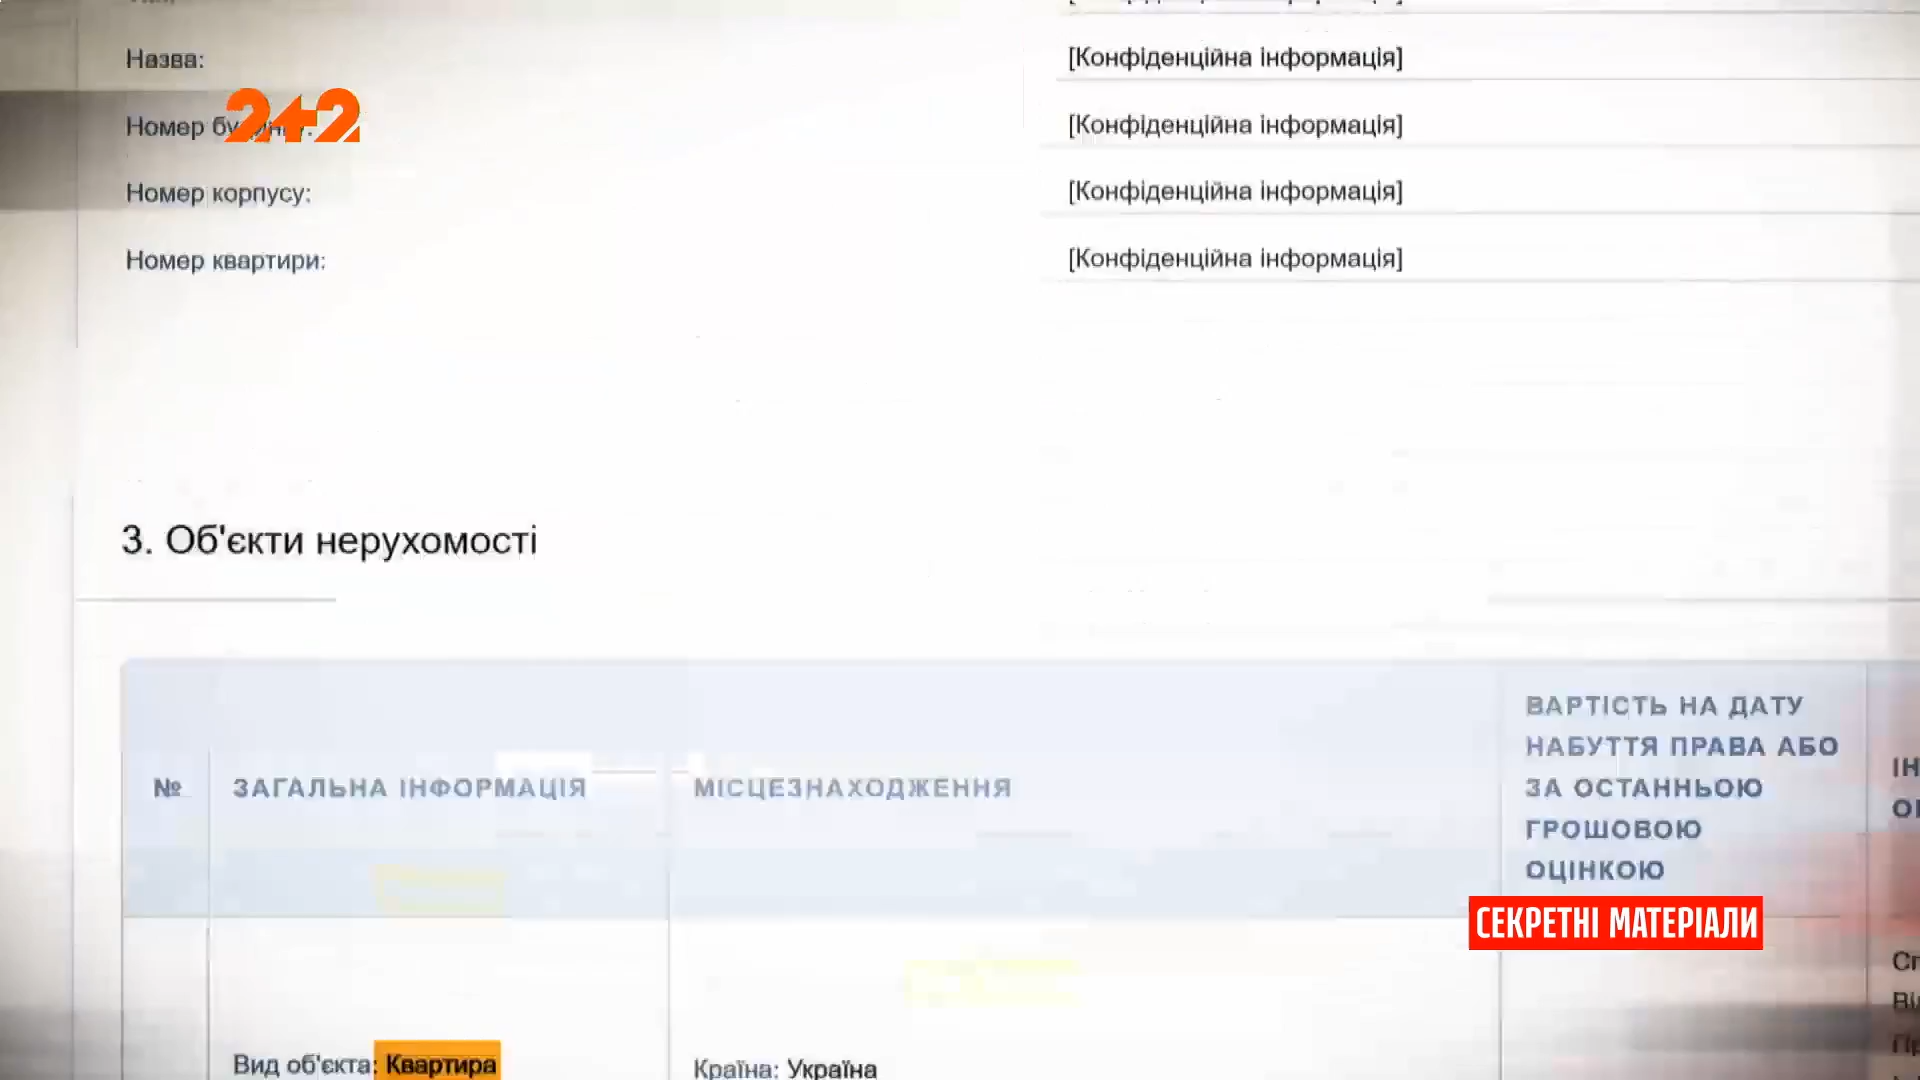 Назва: [Конфіденційна інформація]
2+2
Номер [Конфіденційна інформація]
Номер корпусу: [Конфіденційна інформація]
Номер квартири: [Конфіденційна інформація]
3. Об'єкти нерухомості
№ ЗАГАЛЬНА ІНФОРМАЦІЯ МІСЦЕЗНАХОДЖЕННЯ
ВАРТІСТЬ НА ДАТУ
НАБУТТЯ ПРАВА АБО
ЗА ОСТАННЬОЮ
ГРОШОВОЮ
ОЦІНКОЮ
СЕКРЕТНІ МАТЕРІАЛИ
Вид об'єкта: Квартира
Країна: Україна